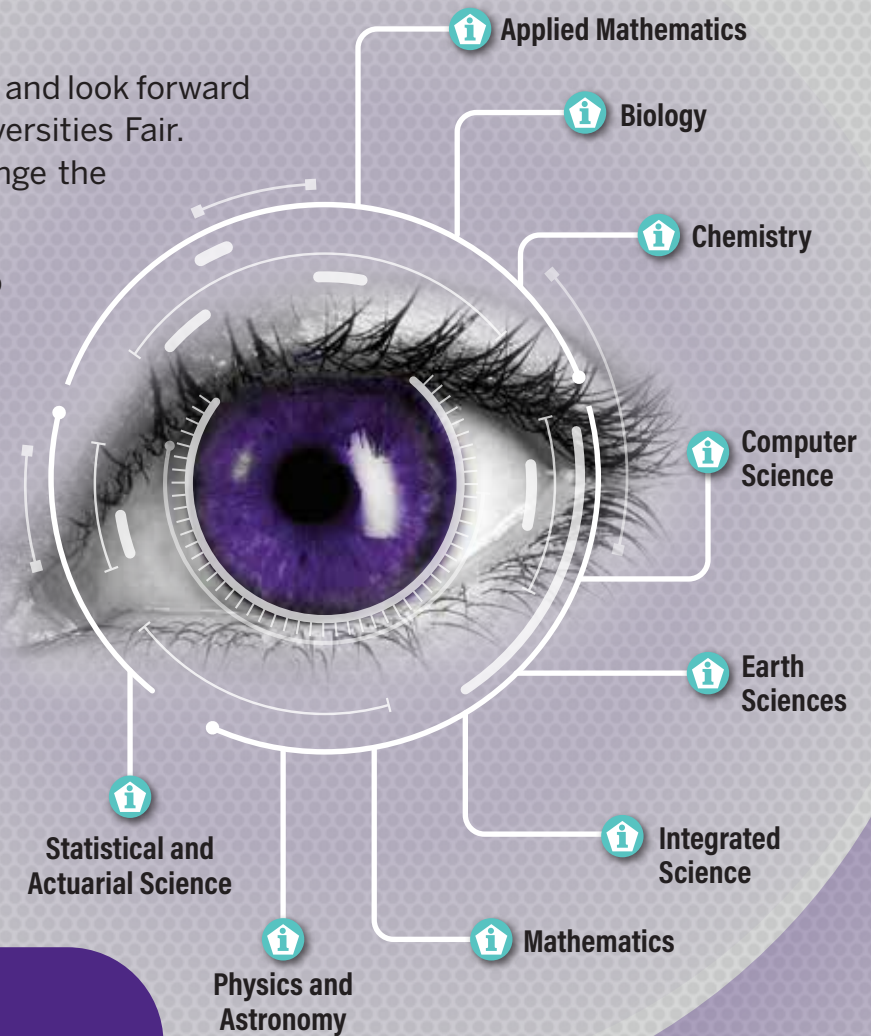 and look forward
versities Fair.
nge the
Applied Mathematics
Biology
Chemistry
Computer
Science
Earth
Sciences
Integrated
Science
Mathematics
Physics and
Astronomy
Statistical and
Actuarial Science